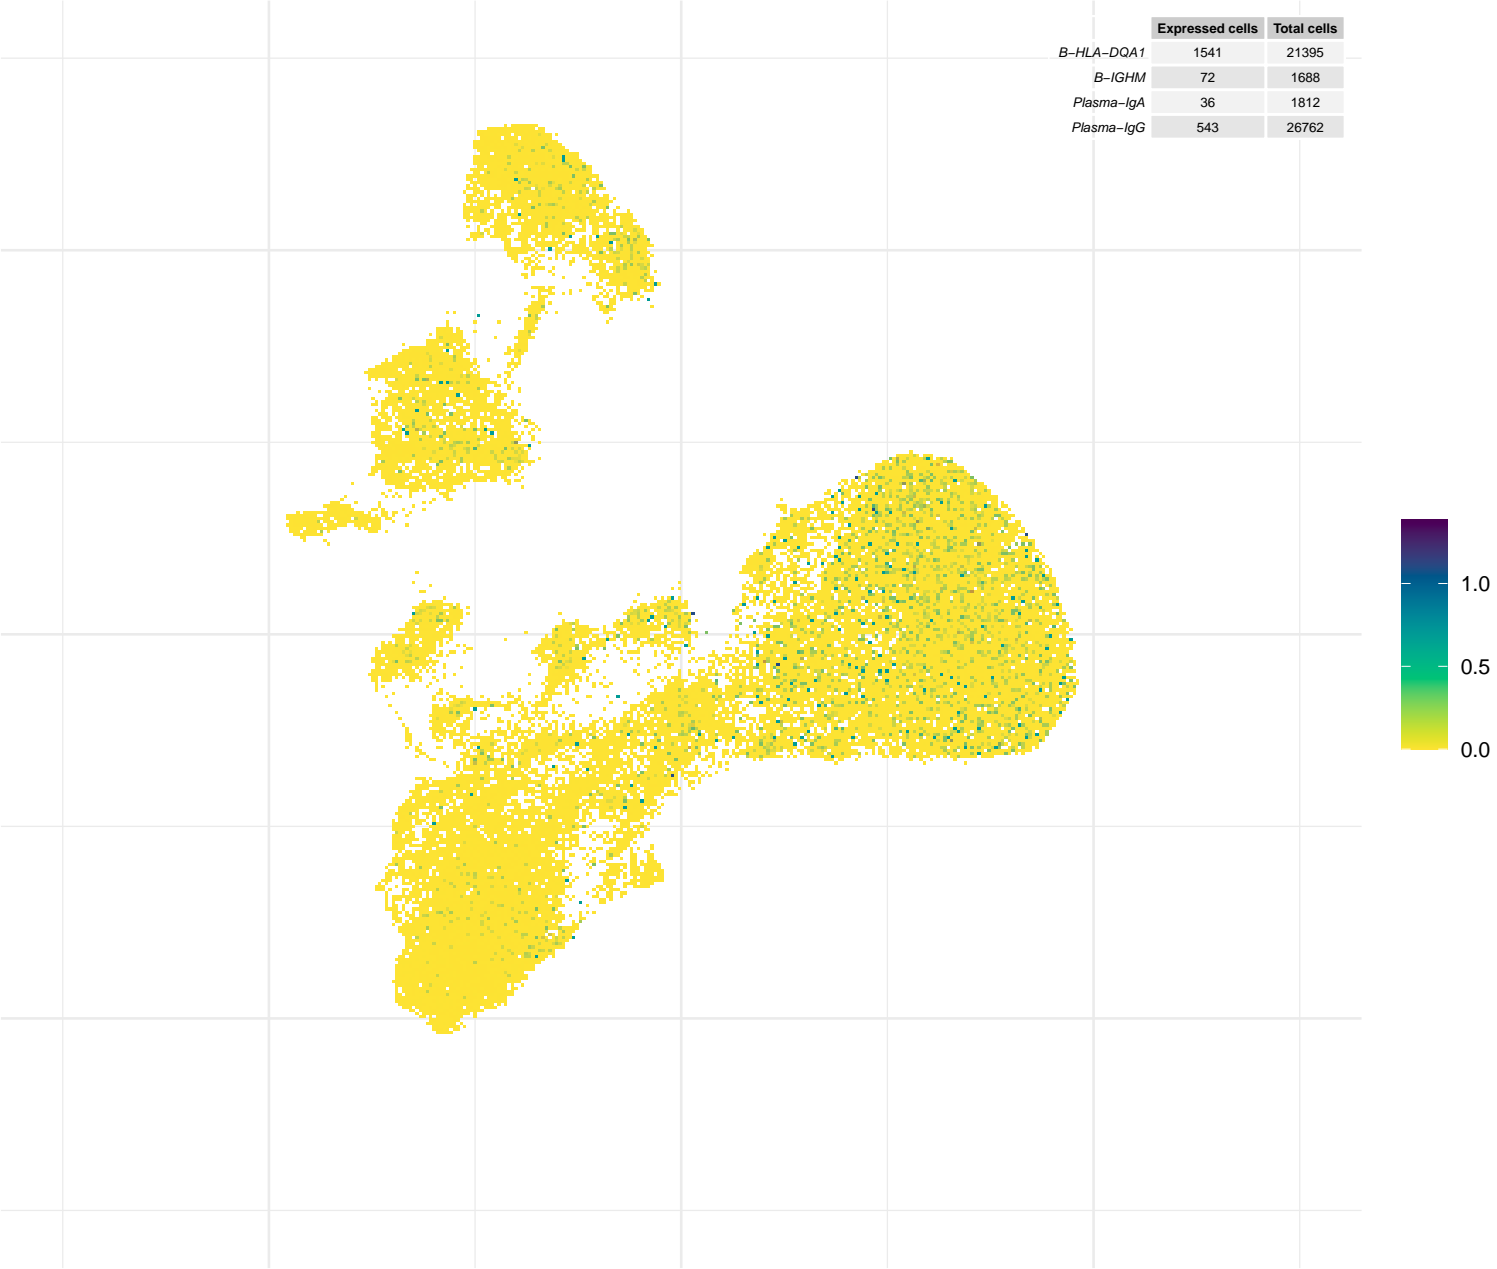 Expressed cells Total cells
B−HLA−DQA1 1541 21395
B−IGHM 72 1688
Plasma−IgA 36 1812
Plasma−IgG 543 26762
1.0
0.5
0.0